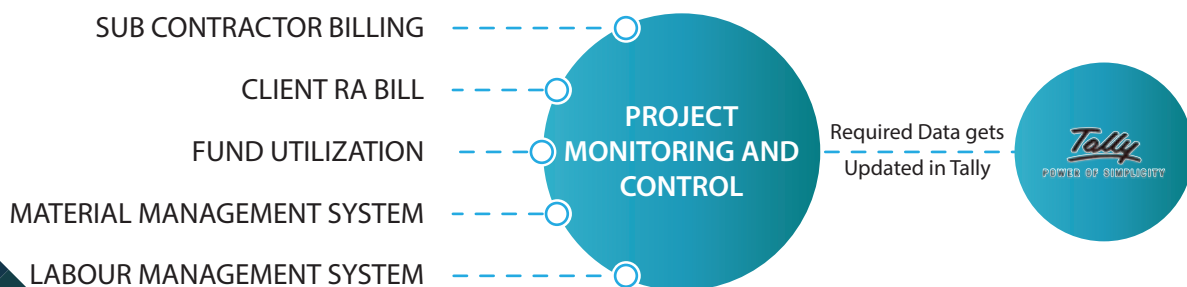 SUB CONTRACTOR BILLING
CLIENT RA BILL
FUND UTILIZATION
MATERIAL MANAGEMENT SYSTEM
LABOUR MANAGEMENT SYSTEM
PROJECT
MONITORING AND
CONTROL
Required Data gets
Updated in Tally
Tally
POWER OF SIMPLICITY